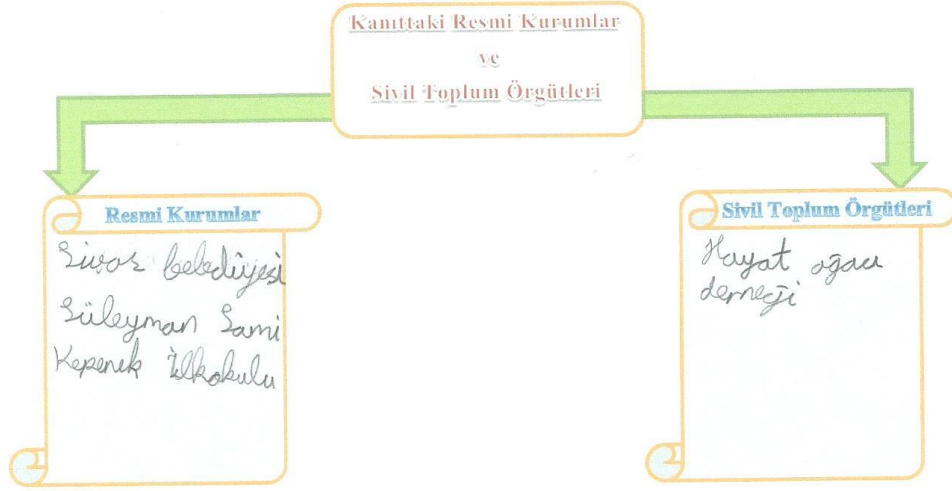 Kanıttaki Resmi Kurumlar
ve
Sivil Toplum Örgütleri
Resmi Kurumlar
Sivas belediyesi
Süleyman Sami
Kepenek İlkokulu
Sivil Toplum Örgütleri
Hayat ağacı
derneği